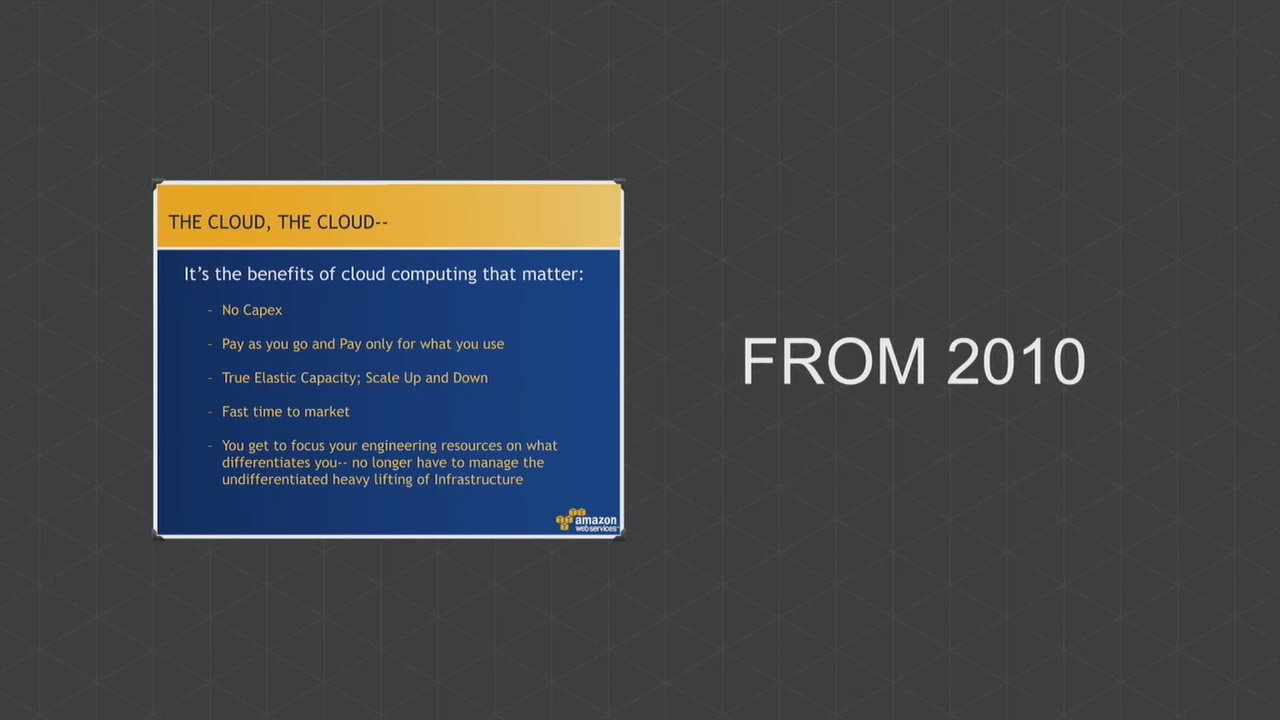 THE CLOUD, THE CLOUD--
It's the benefits of cloud computing that matter:
- No Capex
- Pay as you go and Pay only for what you use
- True Elastic Capacity; Scale Up and Down
- Fast time to market
- You get to focus your engineering resources on what
differentiates you-- no longer have to manage the
undifferentiated heavy lifting of Infrastructure
amazon
webservices™
FROM 2010